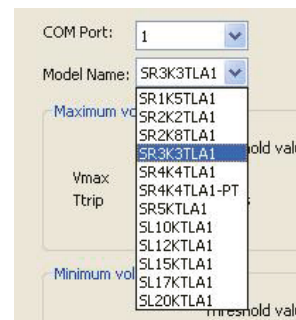 COM Port: 1
Model Name: SR3K3TLA1
SR1K5TLA1
Maximum vo
SR2K2TLA1
SR2K8TLA1
SR3K3TLA1 old valu
SR4K4TLA1
Vmax SR4K4TLA1-PT
Ttrip SR5KTLA1
SL10KTLA1
SL12KTLA1
SL15KTLA1
Minimum vol SL17KTLA1
SL20KTLA1
Threshold valu